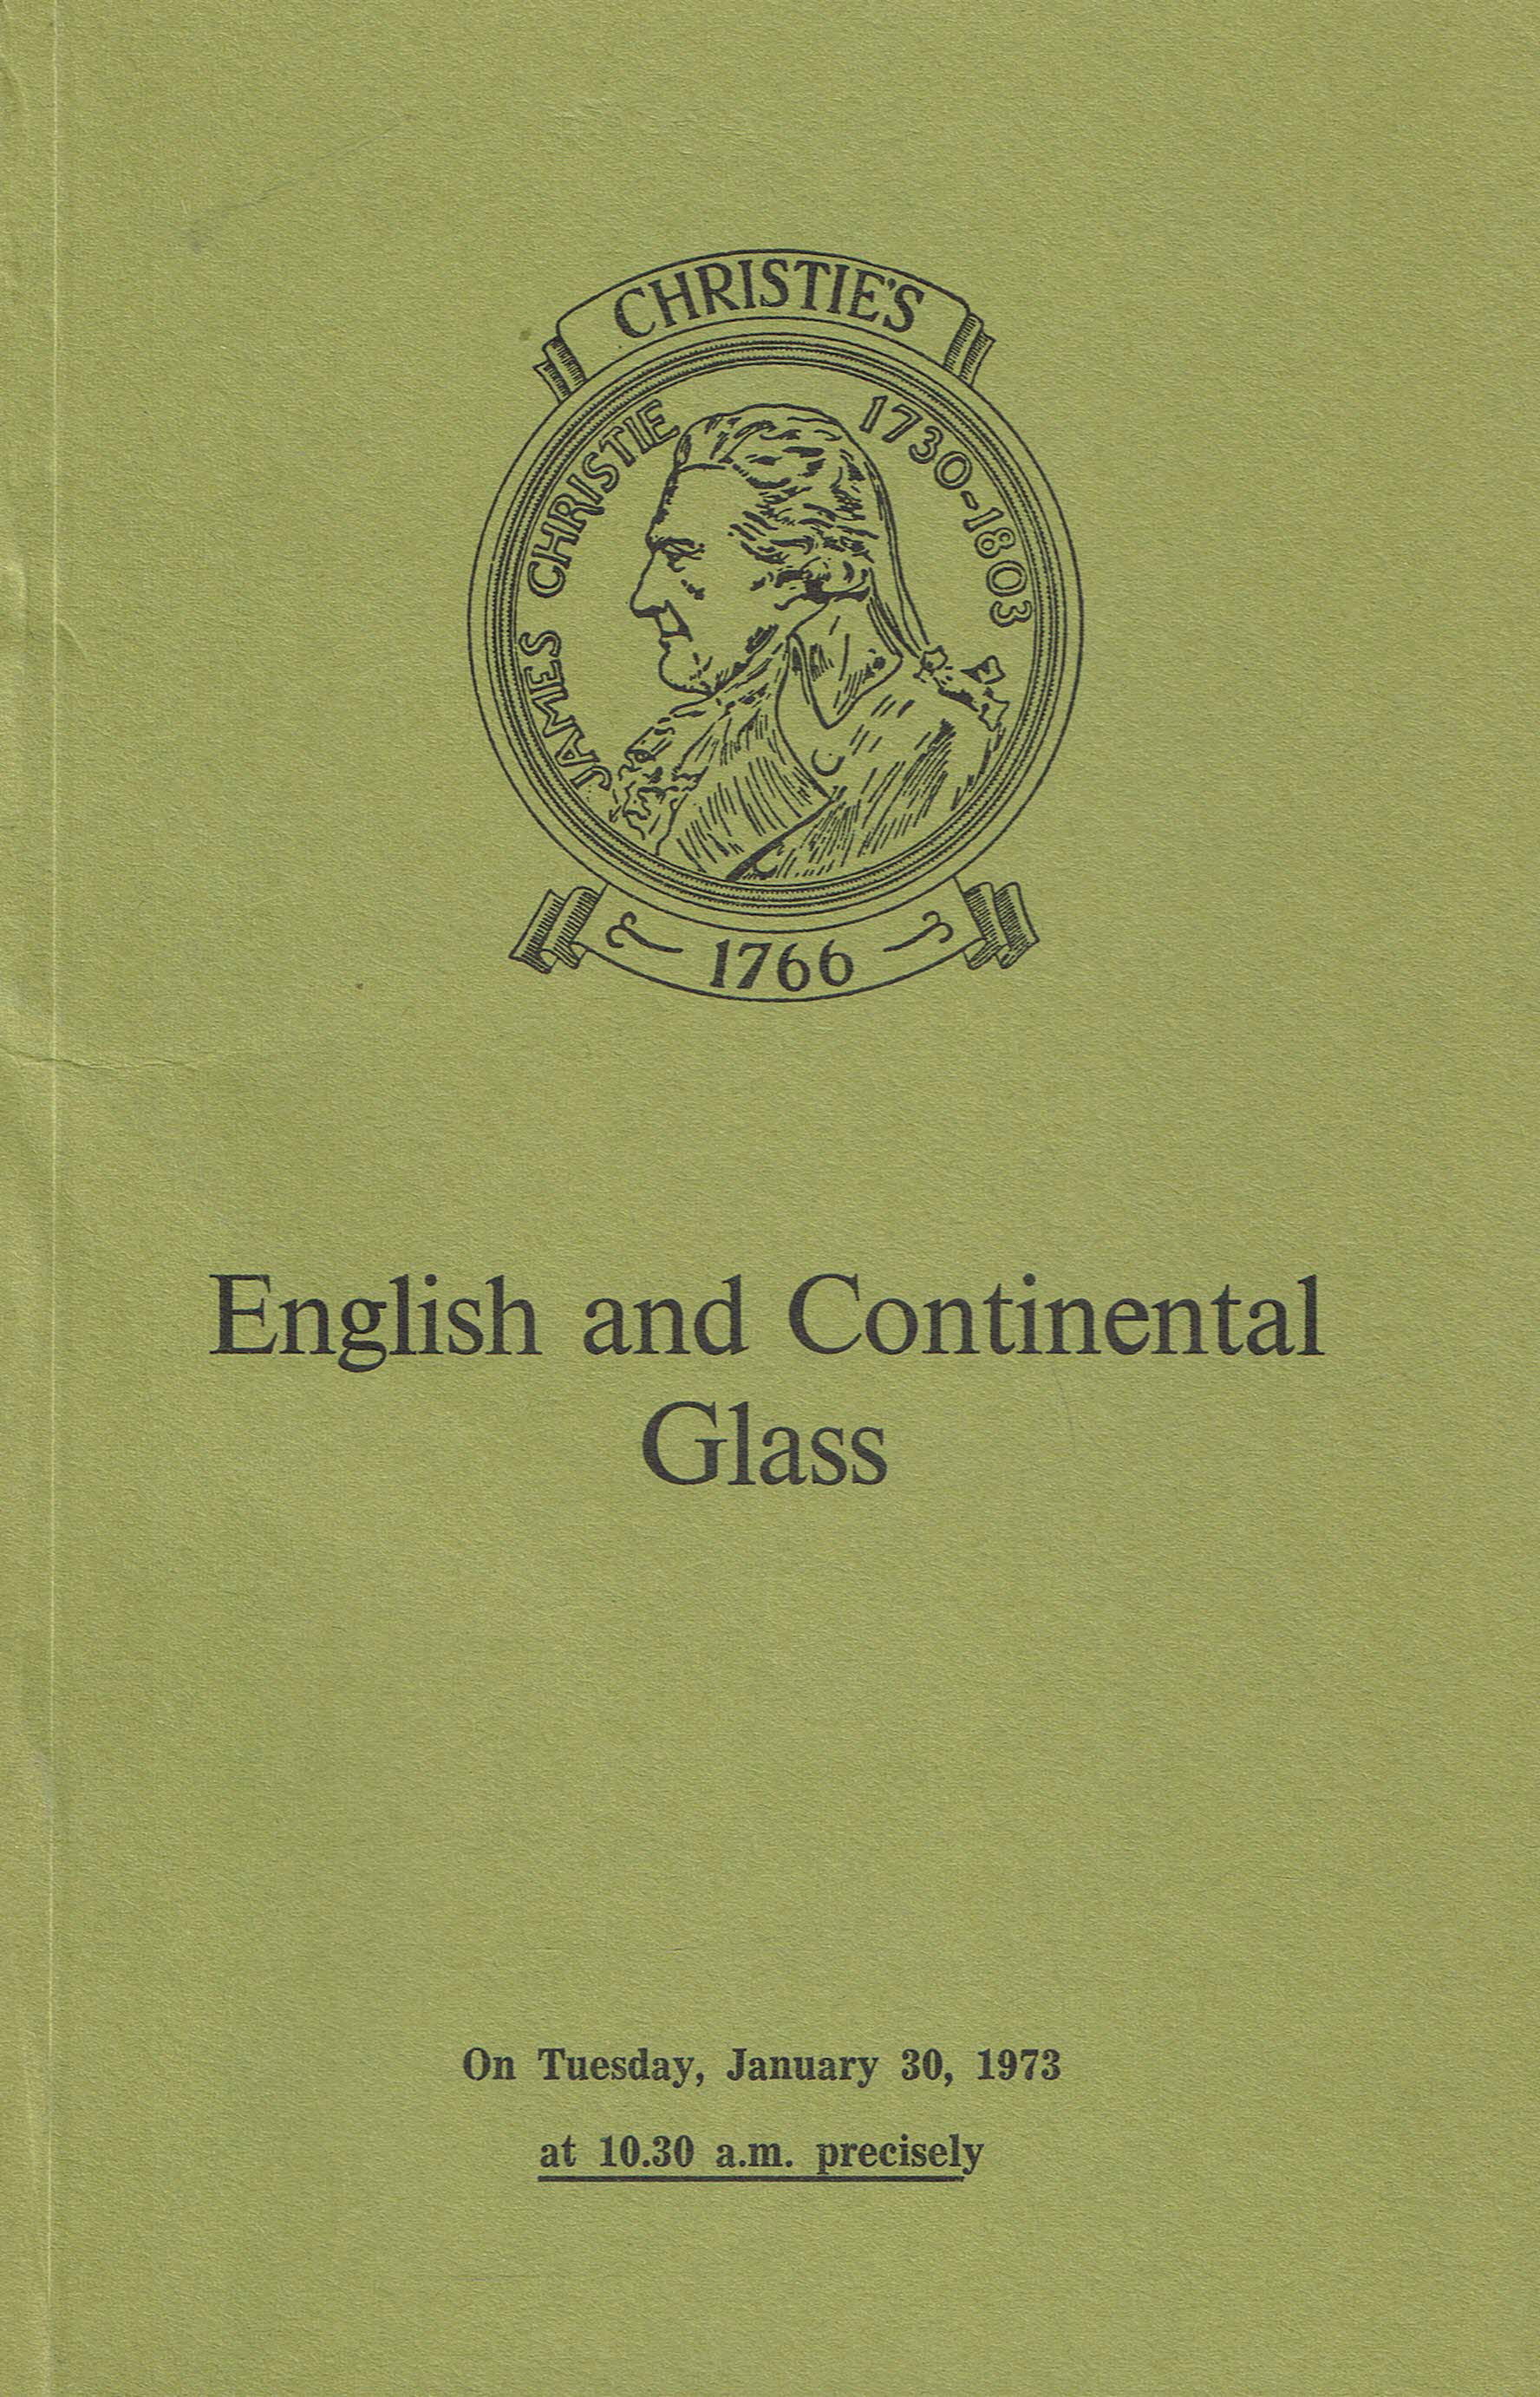 CHRISTIE'S
JAMES CHRISTIE 1730-1803
1766
English and Continental
Glass
On Tuesday, January 30, 1973
at 10.30 a.m. precisely